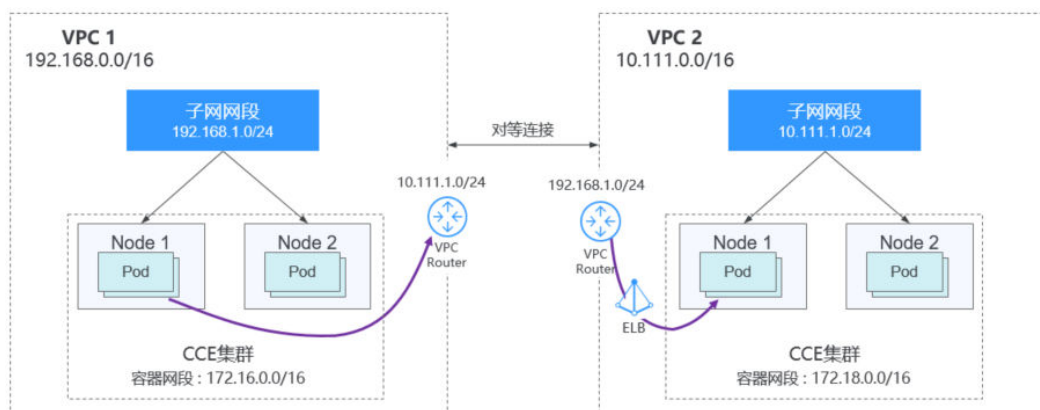 VPC 1
192.168.0.0/16
子网网段
192.168.1.0/24
Node 1
Pod
Node 2
Pod
CCE集群
容器网段 : 172.16.0.0/16
10.111.1.0/24
VPC
Router
对等连接
192.168.1.0/24
VPC
Router
ELB
VPC 2
10.111.0.0/16
子网网段
10.111.1.0/24
Node 1
Pod
Node 2
Pod
CCE集群
容器网段 : 172.18.0.0/16